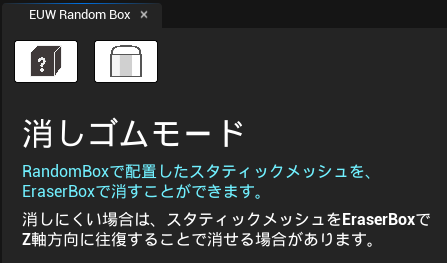 EUW Random Box ×
?
消しゴムモード
RandomBoxで配置したスタティックメッシュを、
EraserBoxで消すことができます。
消しにくい場合は、スタティックメッシュをEraserBoxで
Z軸方向に往復することで消せる場合があります。